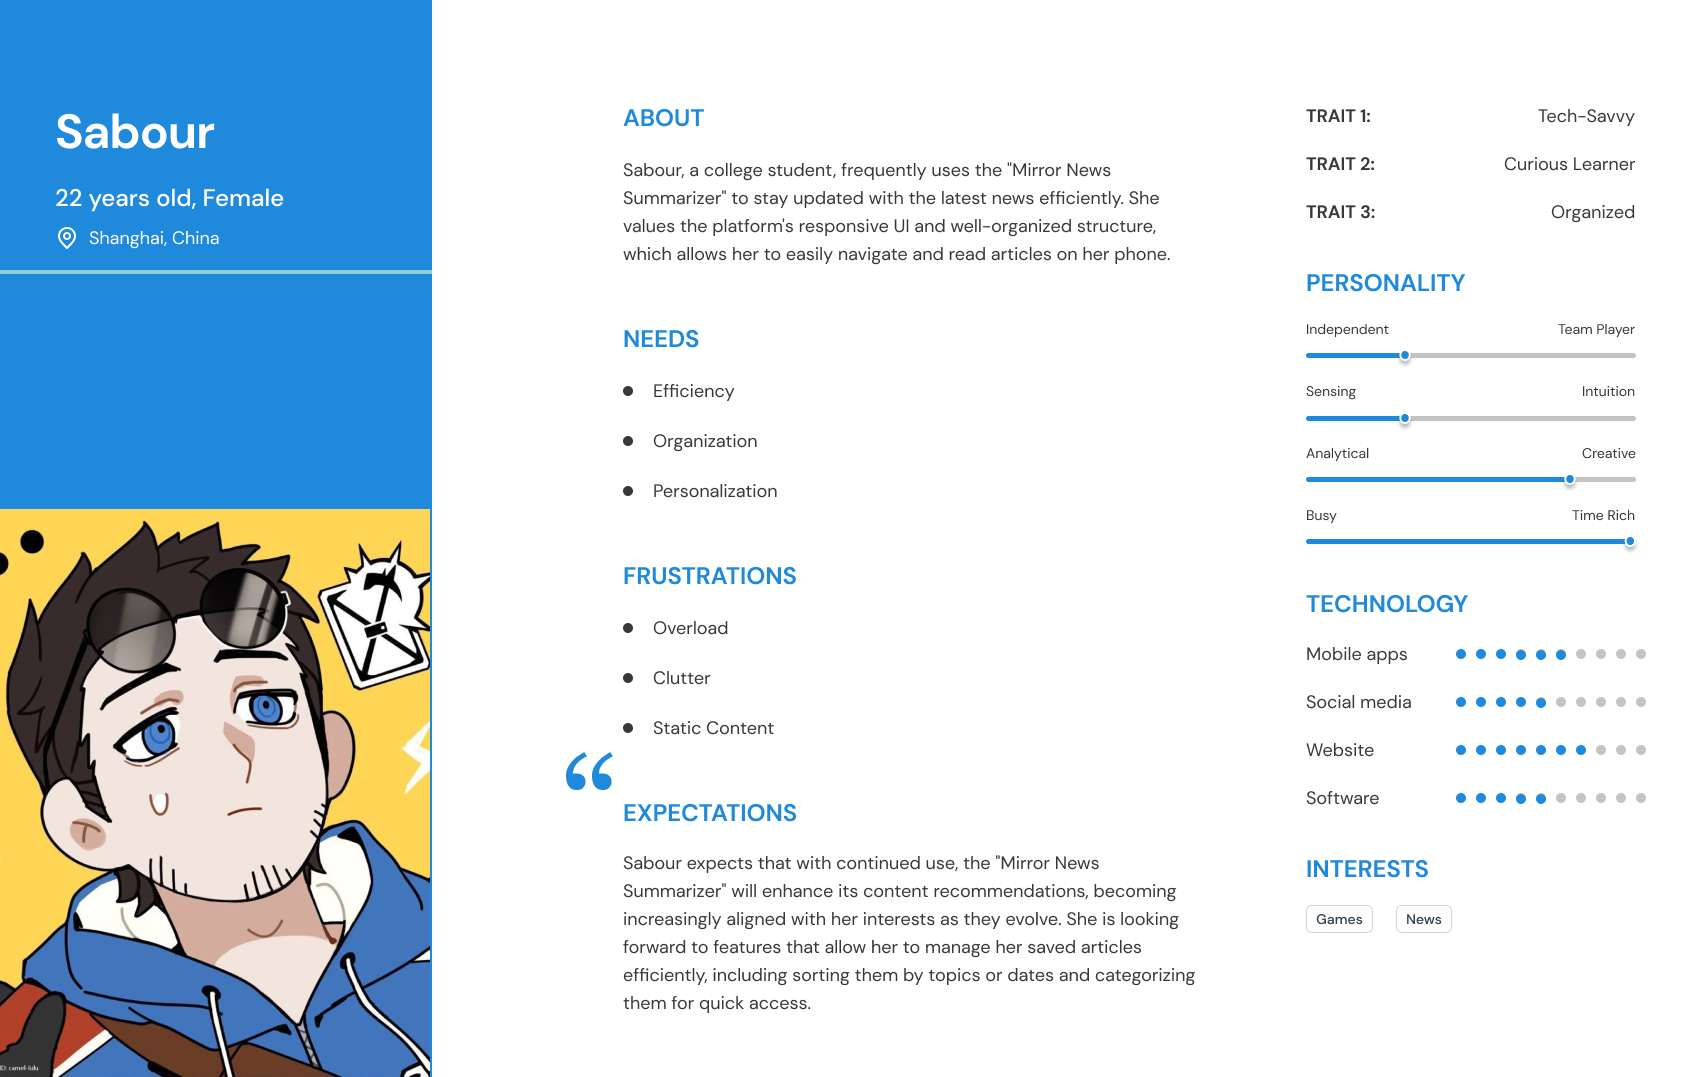 Sabour
22 years old, Female
Shanghai, China
ABOUT
Sabour, a college student, frequently uses the "Mirror News
Summarizer" to stay updated with the latest news efficiently. She
values the platform's responsive UI and well-organized structure,
which allows her to easily navigate and read articles on her phone.
NEEDS
Efficiency
Organization
Personalization
FRUSTRATIONS
Overload
Clutter
Static Content
“
EXPECTATIONS
Sabour expects that with continued use, the "Mirror News
Summarizer" will enhance its content recommendations, becoming
increasingly aligned with her interests as they evolve. She is looking
forward to features that allow her to manage her saved articles
efficiently, including sorting them by topics or dates and categorizing
them for quick access.
TRAIT 1: Tech-Savvy
TRAIT 2: Curious Learner
TRAIT 3: Organized
PERSONALITY
Independent Team Player
Sensing Intuition
Analytical Creative
Busy Time Rich
TECHNOLOGY
Mobile apps
Social media
Website
Software
INTERESTS
Games News
ID: camel-lulu